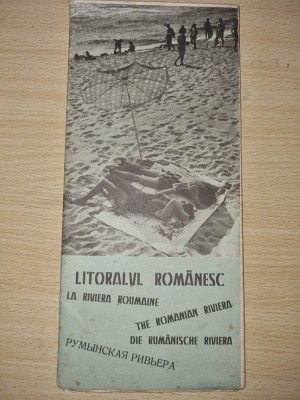 LITORALVL ROMÂNESC
LA RIVIERA ROUMAINE
THE ROMANIAN RIVIERA
DIE RUMÄNISCHE RIVIERA
РУМЫНСКАЯ РИВЬЕРА